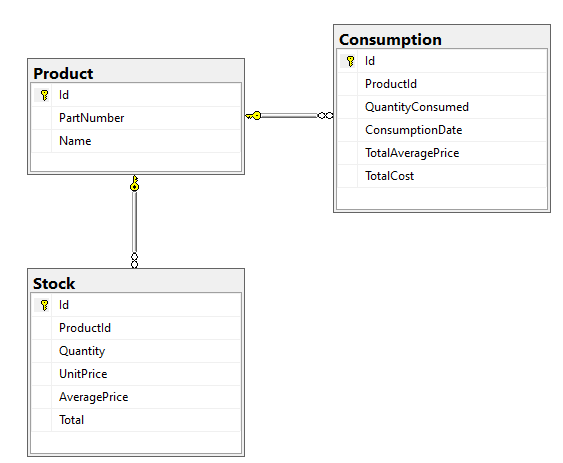 Product
Id
PartNumber
Name
Consumption
Id
ProductId
QuantityConsumed
ConsumptionDate
TotalAveragePrice
TotalCost
Stock
Id
ProductId
Quantity
UnitPrice
AveragePrice
Total